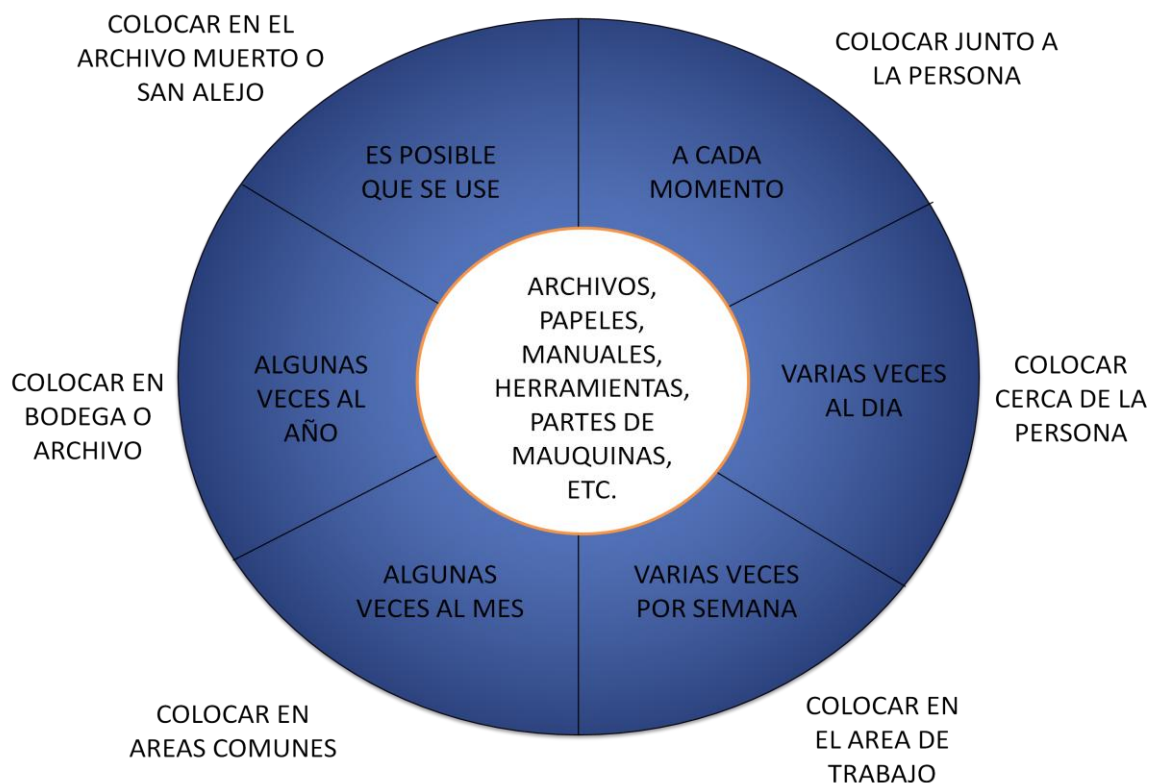 COLOCAR EN EL
ARCHIVO MUERTO O
SAN ALEJO
COLOCAR JUNTO A
LA PERSONA
ES POSIBLE
QUE SE USE
A CADA
MOMENTO
ARCHIVOS,
PAPELES,
MANUALES,
HERRAMIENTAS,
PARTES DE
MAUQUINAS,
ETC.
COLOCAR EN
BODEGA O
ARCHIVO
ALGUNAS
VECES AL
AÑO
VARIAS VECES
AL DIA
COLOCAR
CERCA DE LA
PERSONA
ALGUNAS
VECES AL MES
VARIAS VECES
POR SEMANA
COLOCAR EN
AREAS COMUNES
COLOCAR EN
EL AREA DE
TRABAJO